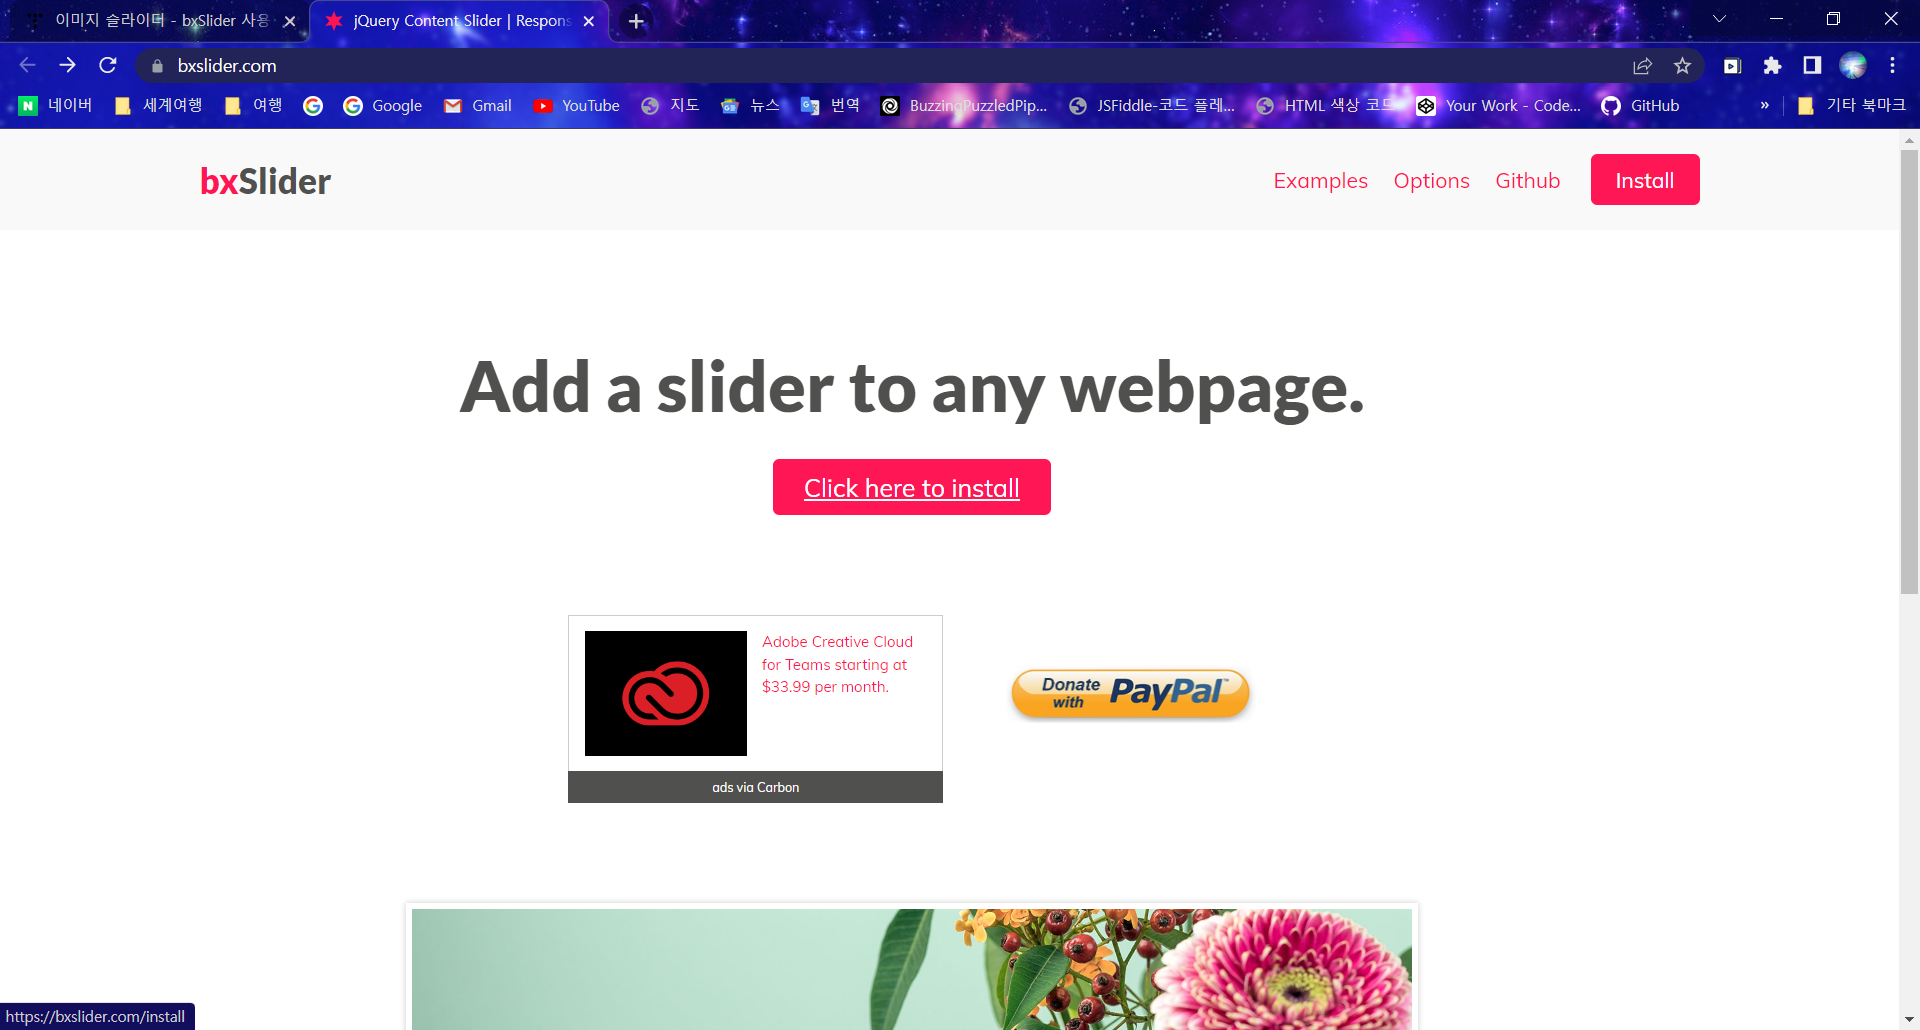 이미지 슬라이더 - bxSlider 사용
jQuery Content Slider | Respons
bxslider.com
네이버
세계여행
여행
Google
Gmail
YouTube
지도
뉴스
번역
BuzzingPuzzledPip...
JSFiddle-코드 플레...
HTML 색상 코드
Your Work - Code...
GitHub
»
기타 북마크
bxSlider
Examples
Options
Github
Install
Add a slider to any webpage.
Click here to install
Adobe Creative Cloud
for Teams starting at
$33.99 per month.
ads via Carbon
Donate
with
PayPal™
https://bxslider.com/install